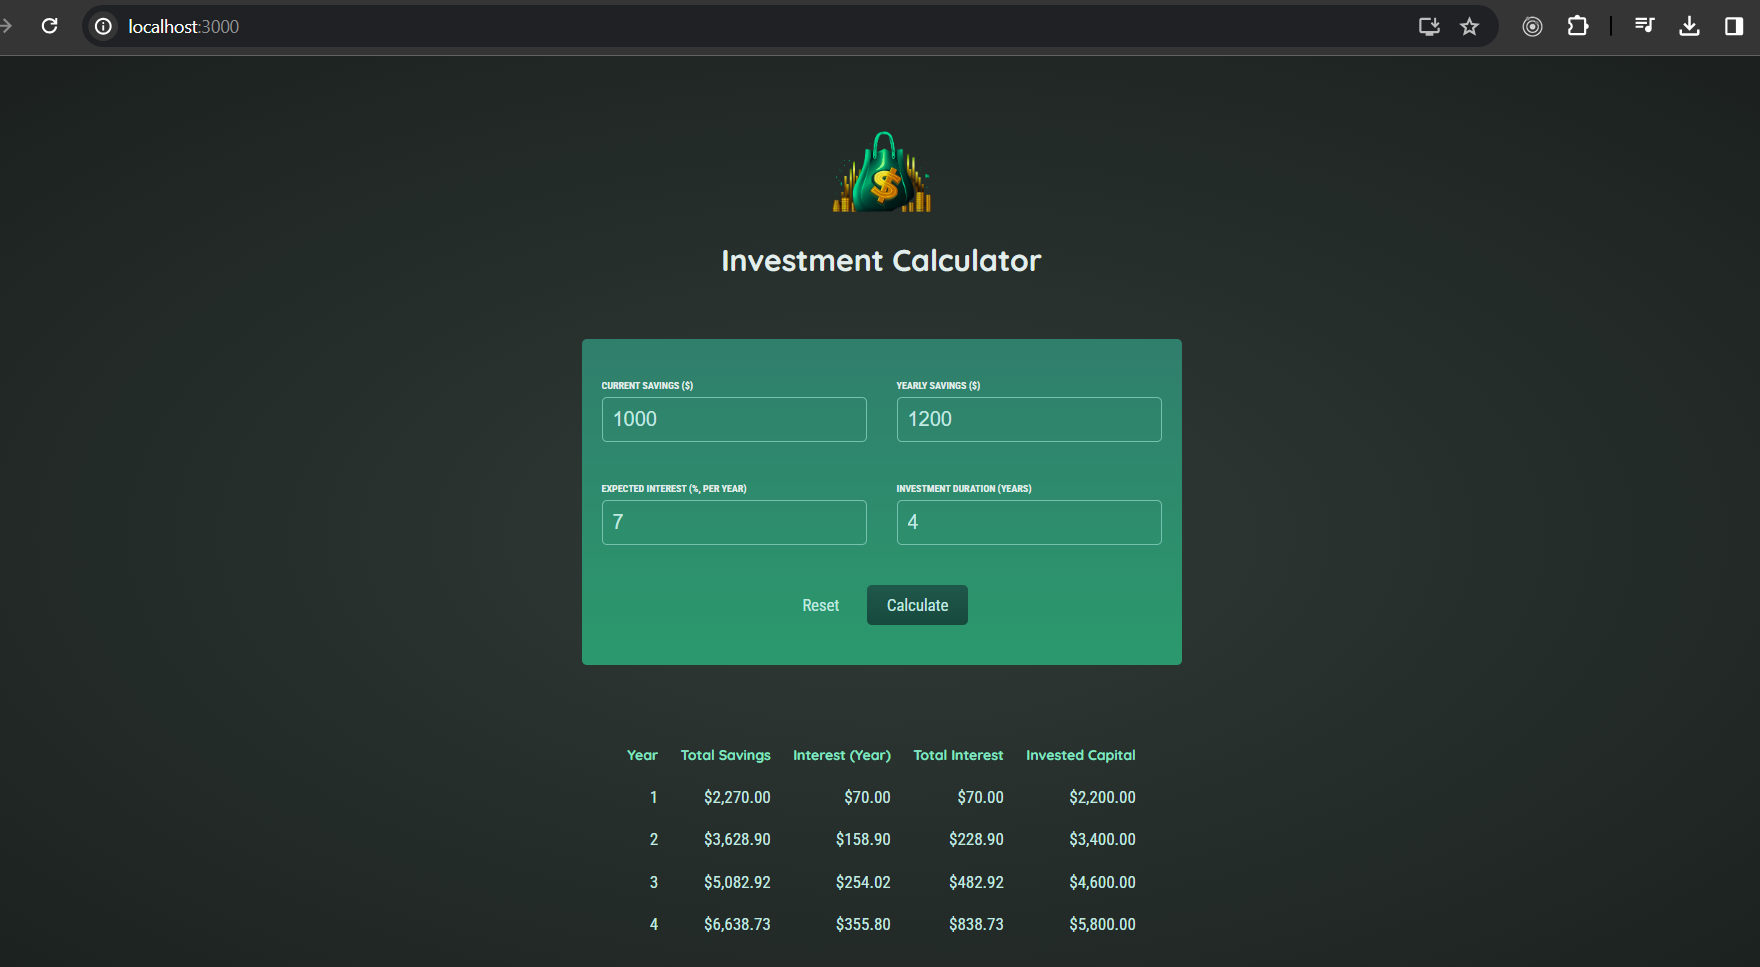 localhost:3000
$
Investment Calculator
CURRENT SAVINGS ($) YEARLY SAVINGS ($)
1000 1200
EXPECTED INTEREST (%, PER YEAR) INVESTMENT DURATION (YEARS)
7 4
Reset Calculate
Year Total Savings Interest (Year) Total Interest Invested Capital
1 $2,270.00 $70.00 $70.00 $2,200.00
2 $3,628.90 $158.90 $228.90 $3,400.00
3 $5,082.92 $254.02 $482.92 $4,600.00
4 $6,638.73 $355.80 $838.73 $5,800.00